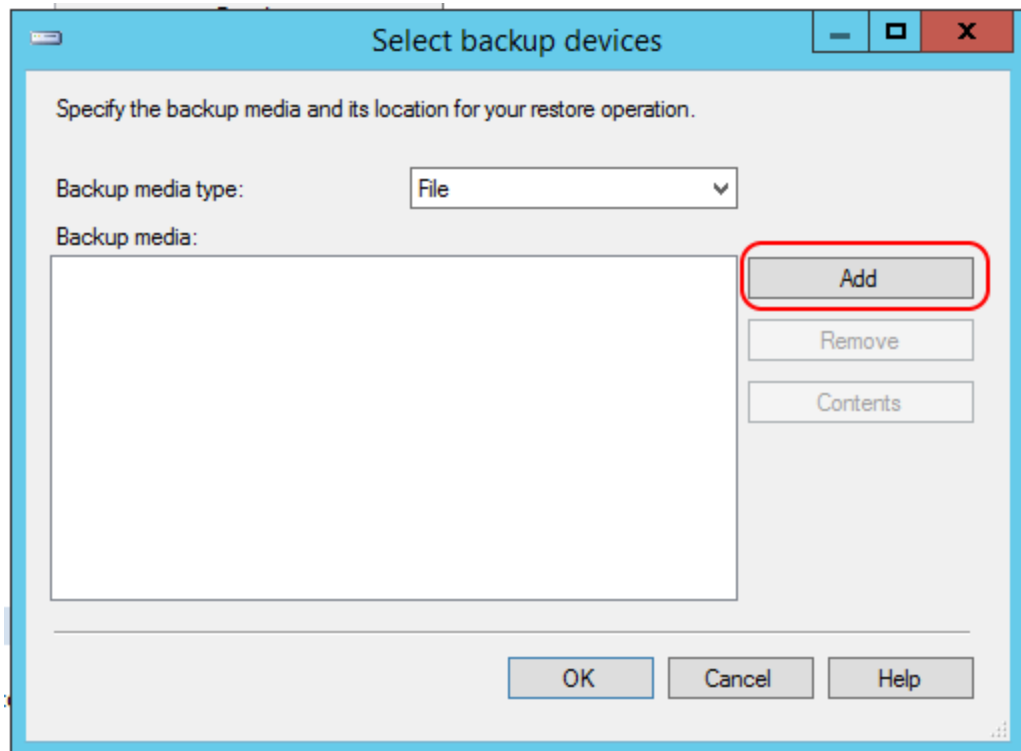 Select backup devices
Specify the backup media and its location for your restore operation.
Backup media type:
File
Backup media:
Add
Remove
Contents
OK
Cancel
Help